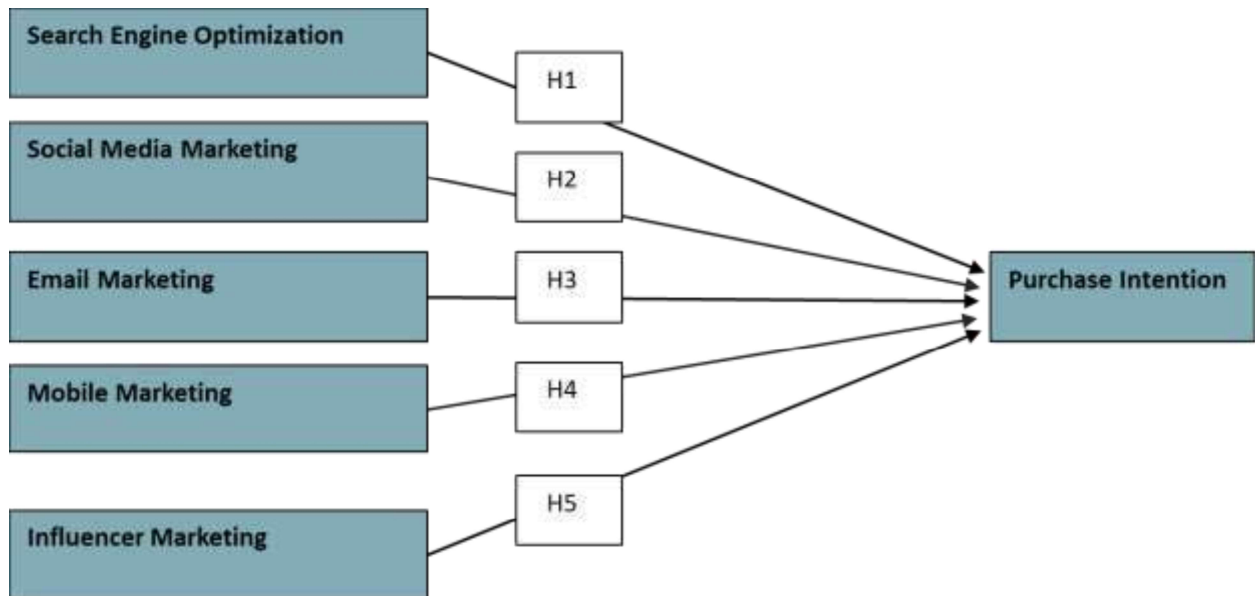 Search Engine Optimization
H1
Social Media Marketing
H2
Email Marketing
H3
Purchase Intention
Mobile Marketing
H4
Influencer Marketing
H5